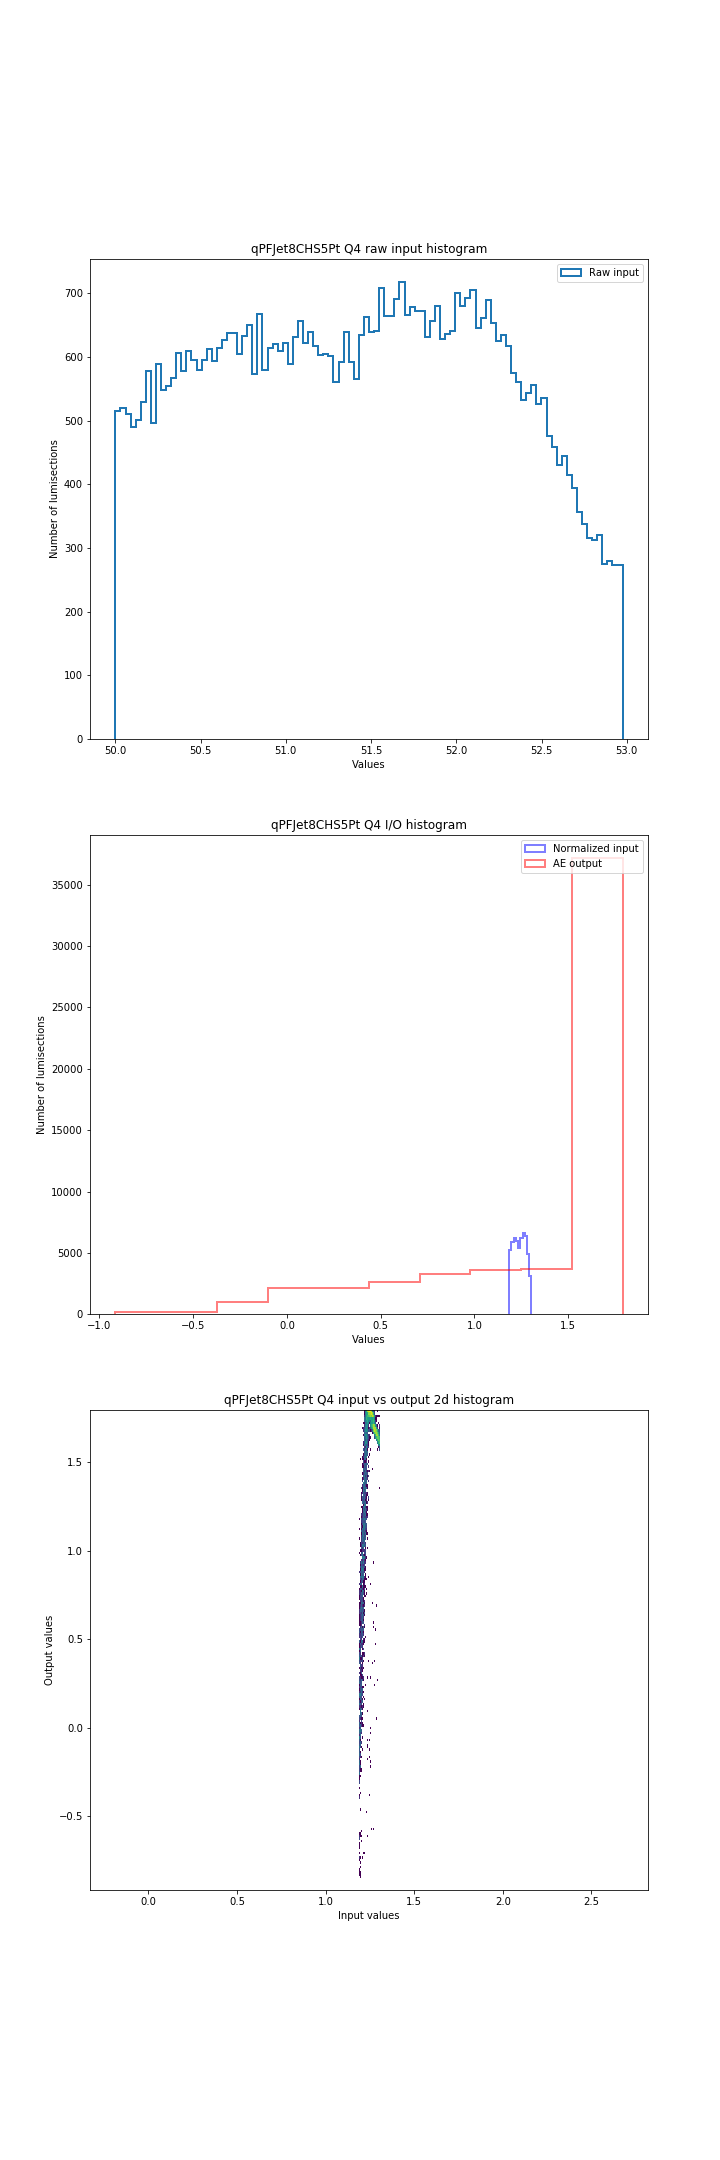 qPFJet8CHS5Pt Q4 raw input histogram
Raw input
700
600
500
400
300
200
100
0
Number of lumisections
50.0 50.5 51.0 51.5 52.0 52.5 53.0
Values
qPFJet8CHS5Pt Q4 I/O histogram
Normalized input
AE output
35000
30000
25000
20000
15000
10000
5000
0
Number of lumisections
−1.0 −0.5 0.0 0.5 1.0 1.5
Values
qPFJet8CHS5Pt Q4 input vs output 2d histogram
1.5
1.0
0.5
0.0
−0.5
Output values
0.0 0.5 1.0 1.5 2.0 2.5
Input values